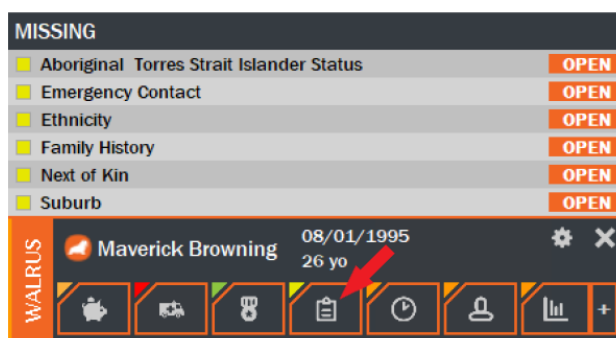 MISSING
Aboriginal Torres Strait Islander Status OPEN
Emergency Contact OPEN
Ethnicity OPEN
Family History OPEN
Next of Kin OPEN
Suburb OPEN
WALRUS
Maverick Browning
08/01/1995
26 yo
+